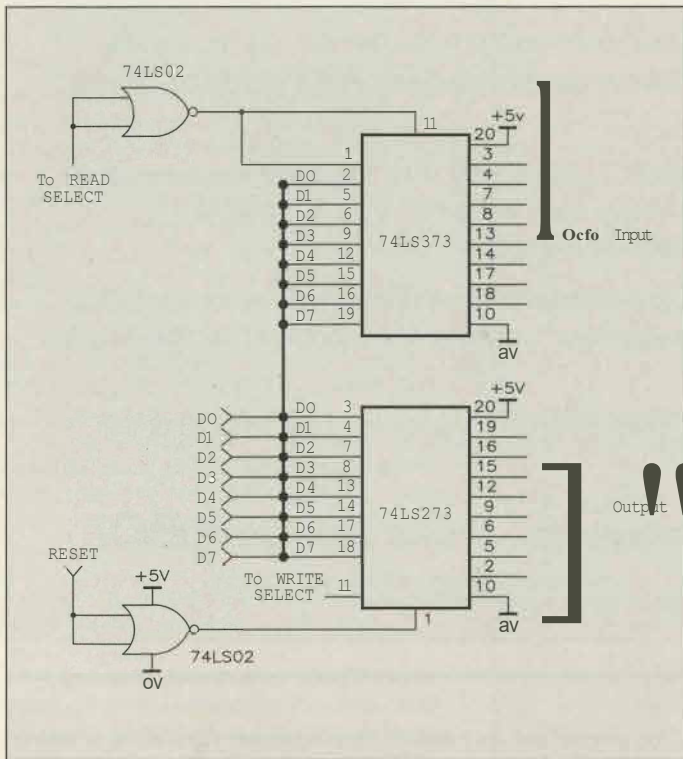 74LS02
To READ
SELECT
11
+5v
20
1
3
D0 2
4
D1 5
7
D2 6
8
D3 9
13
D4 12
14
D5 15
17
D6 16
18
D7 19
10
74LS373
av
Ocfo Input
+5V
20
D0
D0 3
19
D1
D1 4
16
D2
D2 7
15
D3
D3 8
12
D4
D4 13
9
D5
D5 14
6
D6
D6 17
5
D7
D7 18
2
To WRITE
SELECT
11
10
74LS273
av
1
Output
RESET
+5V
0V
74LS02